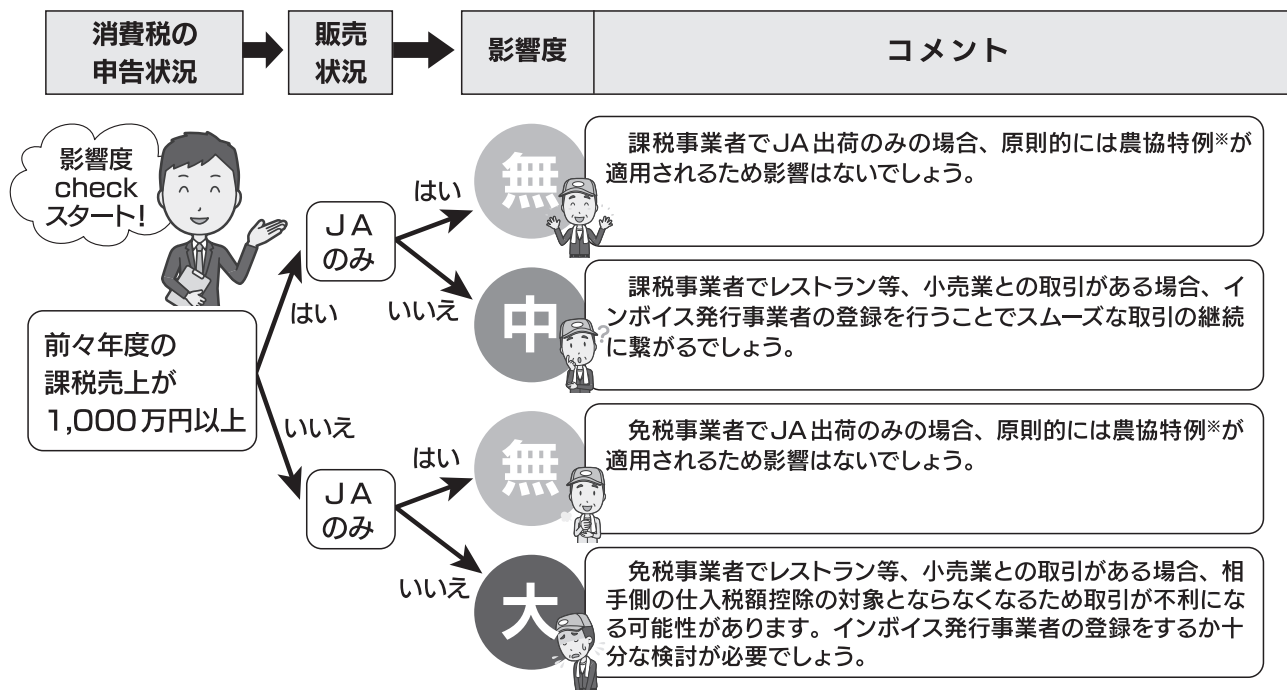 消費税の
申告状況
販売
状況
影響度
コメント
影響度
check
スタート!
前々年度の
課税売上が
1,000万円以上
はい
JA
のみ
はい
無
課税事業者でJA出荷のみの場合、原則的には農協特例※が
適用されるため影響はないでしょう。
いいえ
中
?
課税事業者でレストラン等、小売業との取引がある場合、イ
ンボイス発行事業者の登録を行うことでスムーズな取引の継続
に繋がるでしょう。
いいえ
JA
のみ
はい
無
免税事業者でJA出荷のみの場合、原則的には農協特例※が
適用されるため影響はないでしょう。
いいえ
大
免税事業者でレストラン等、小売業との取引がある場合、相
手側の仕入税額控除の対象とならなくなるため取引が不利にな
る可能性があります。インボイス発行事業者の登録をするか十
分な検討が必要でしょう。